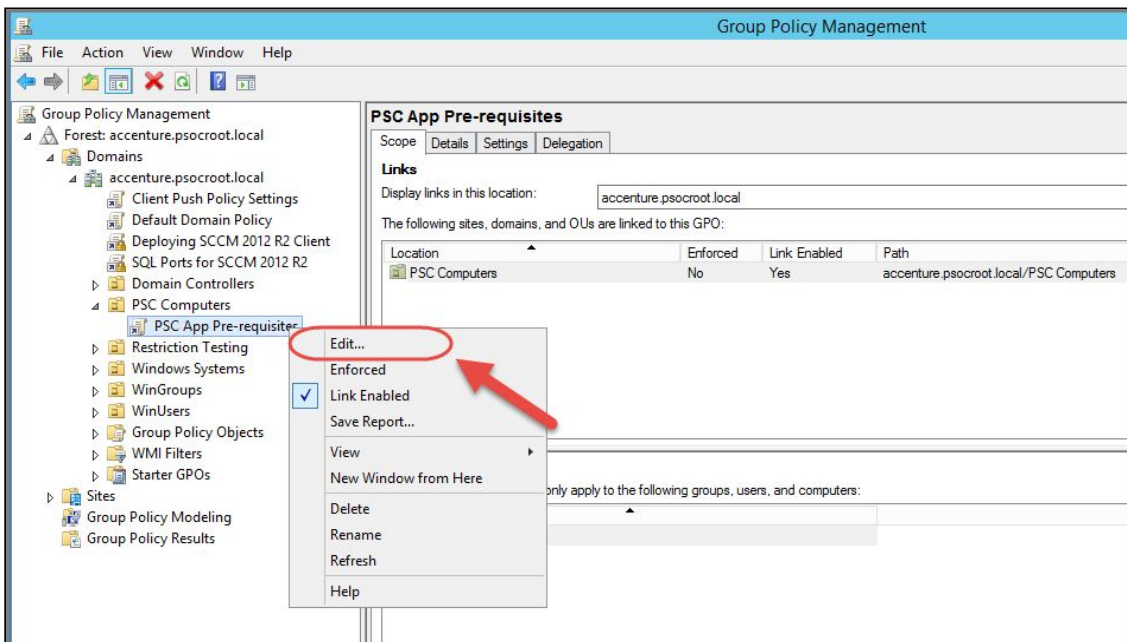 Group Policy Management
File Action View Window Help
Group Policy Management
Forest: accenture.psocroot.local
Domains
accenture.psocroot.local
Client Push Policy Settings
Default Domain Policy
Deploying SCCM 2012 R2 Client
SQL Ports for SCCM 2012 R2
Domain Controllers
PSC Computers
PSC App Pre-requisites
Restriction Testing
Windows Systems
WinGroups
WinUsers
Group Policy Objects
WMI Filters
Starter GPOs
Sites
Group Policy Modeling
Group Policy Results
Edit...
Enforced
Link Enabled
Save Report...
View
New Window from Here
Delete
Rename
Refresh
Help
PSC App Pre-requisites
Scope Details Settings Delegation
Links
Display links in this location: accenture.psocroot.local
The following sites, domains, and OUs are linked to this GPO:
Location Enforced Link Enabled Path
PSC Computers No Yes accenture.psocroot.local/PSC Computers
only apply to the following groups, users, and computers: